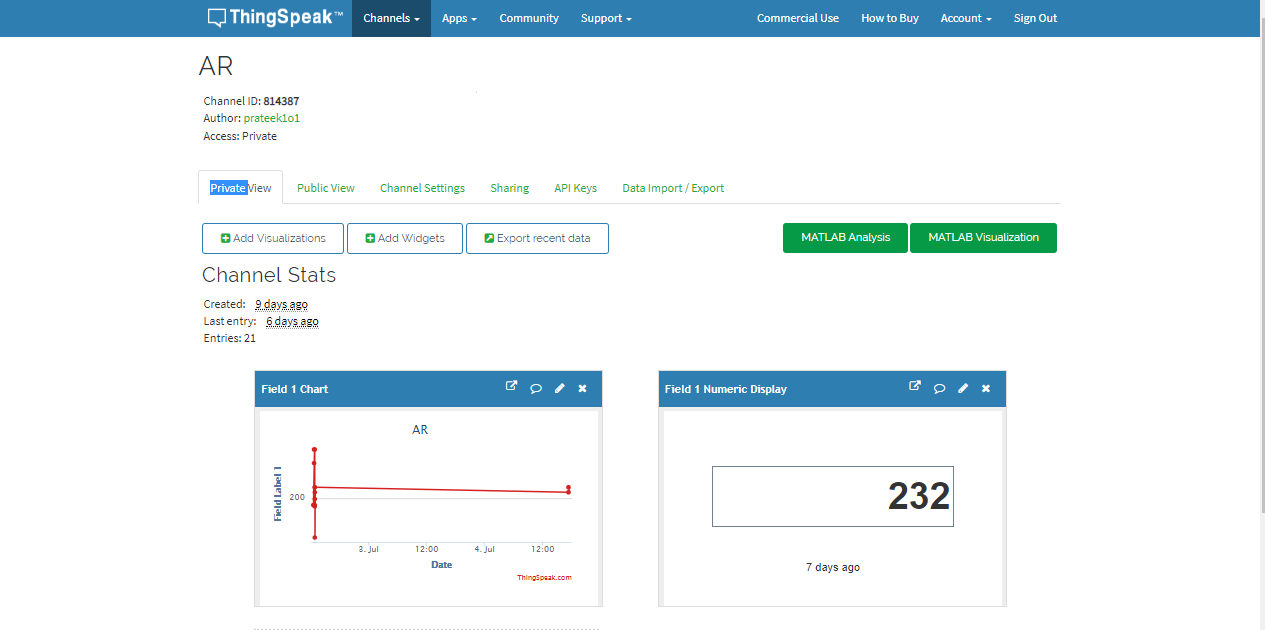 ThingSpeak™ Channels Apps Community Support Commercial Use How to Buy Account Sign Out
AR
Channel ID: 814387
Author: prateek1o1
Access: Private
Private View Public View Channel Settings Sharing API Keys Data Import / Export
Add Visualizations Add Widgets Export recent data MATLAB Analysis MATLAB Visualization
Channel Stats
Created: 9 days ago
Last entry: 6 days ago
Entries: 21
Field 1 Chart
AR
Field Label 1
200
3. Jul 12:00 4. Jul 12:00
Date
ThingSpeak.com
Field 1 Numeric Display
232
7 days ago